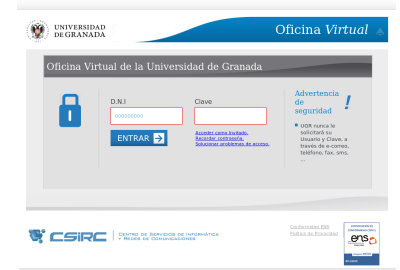 UNIVERSIDAD
DE GRANADA
Oficina Virtual
Oficina Virtual de la Universidad de Granada
D.N.I
Clave
000000000
ENTRAR
Acceder como invitado.
Recordar contraseña.
Solucionar problemas de acceso.
Advertencia
de
seguridad
!
UGR nunca le
solicitará su
Usuario y Clave, a
través de e-correo,
teléfono, fax, sms,
...
CSIRC
CENTRO DE SERVICIOS DE INFORMÁTICA
Y REDES DE COMUNICACIONES
Conformidad ENS
Política de Privacidad
ens